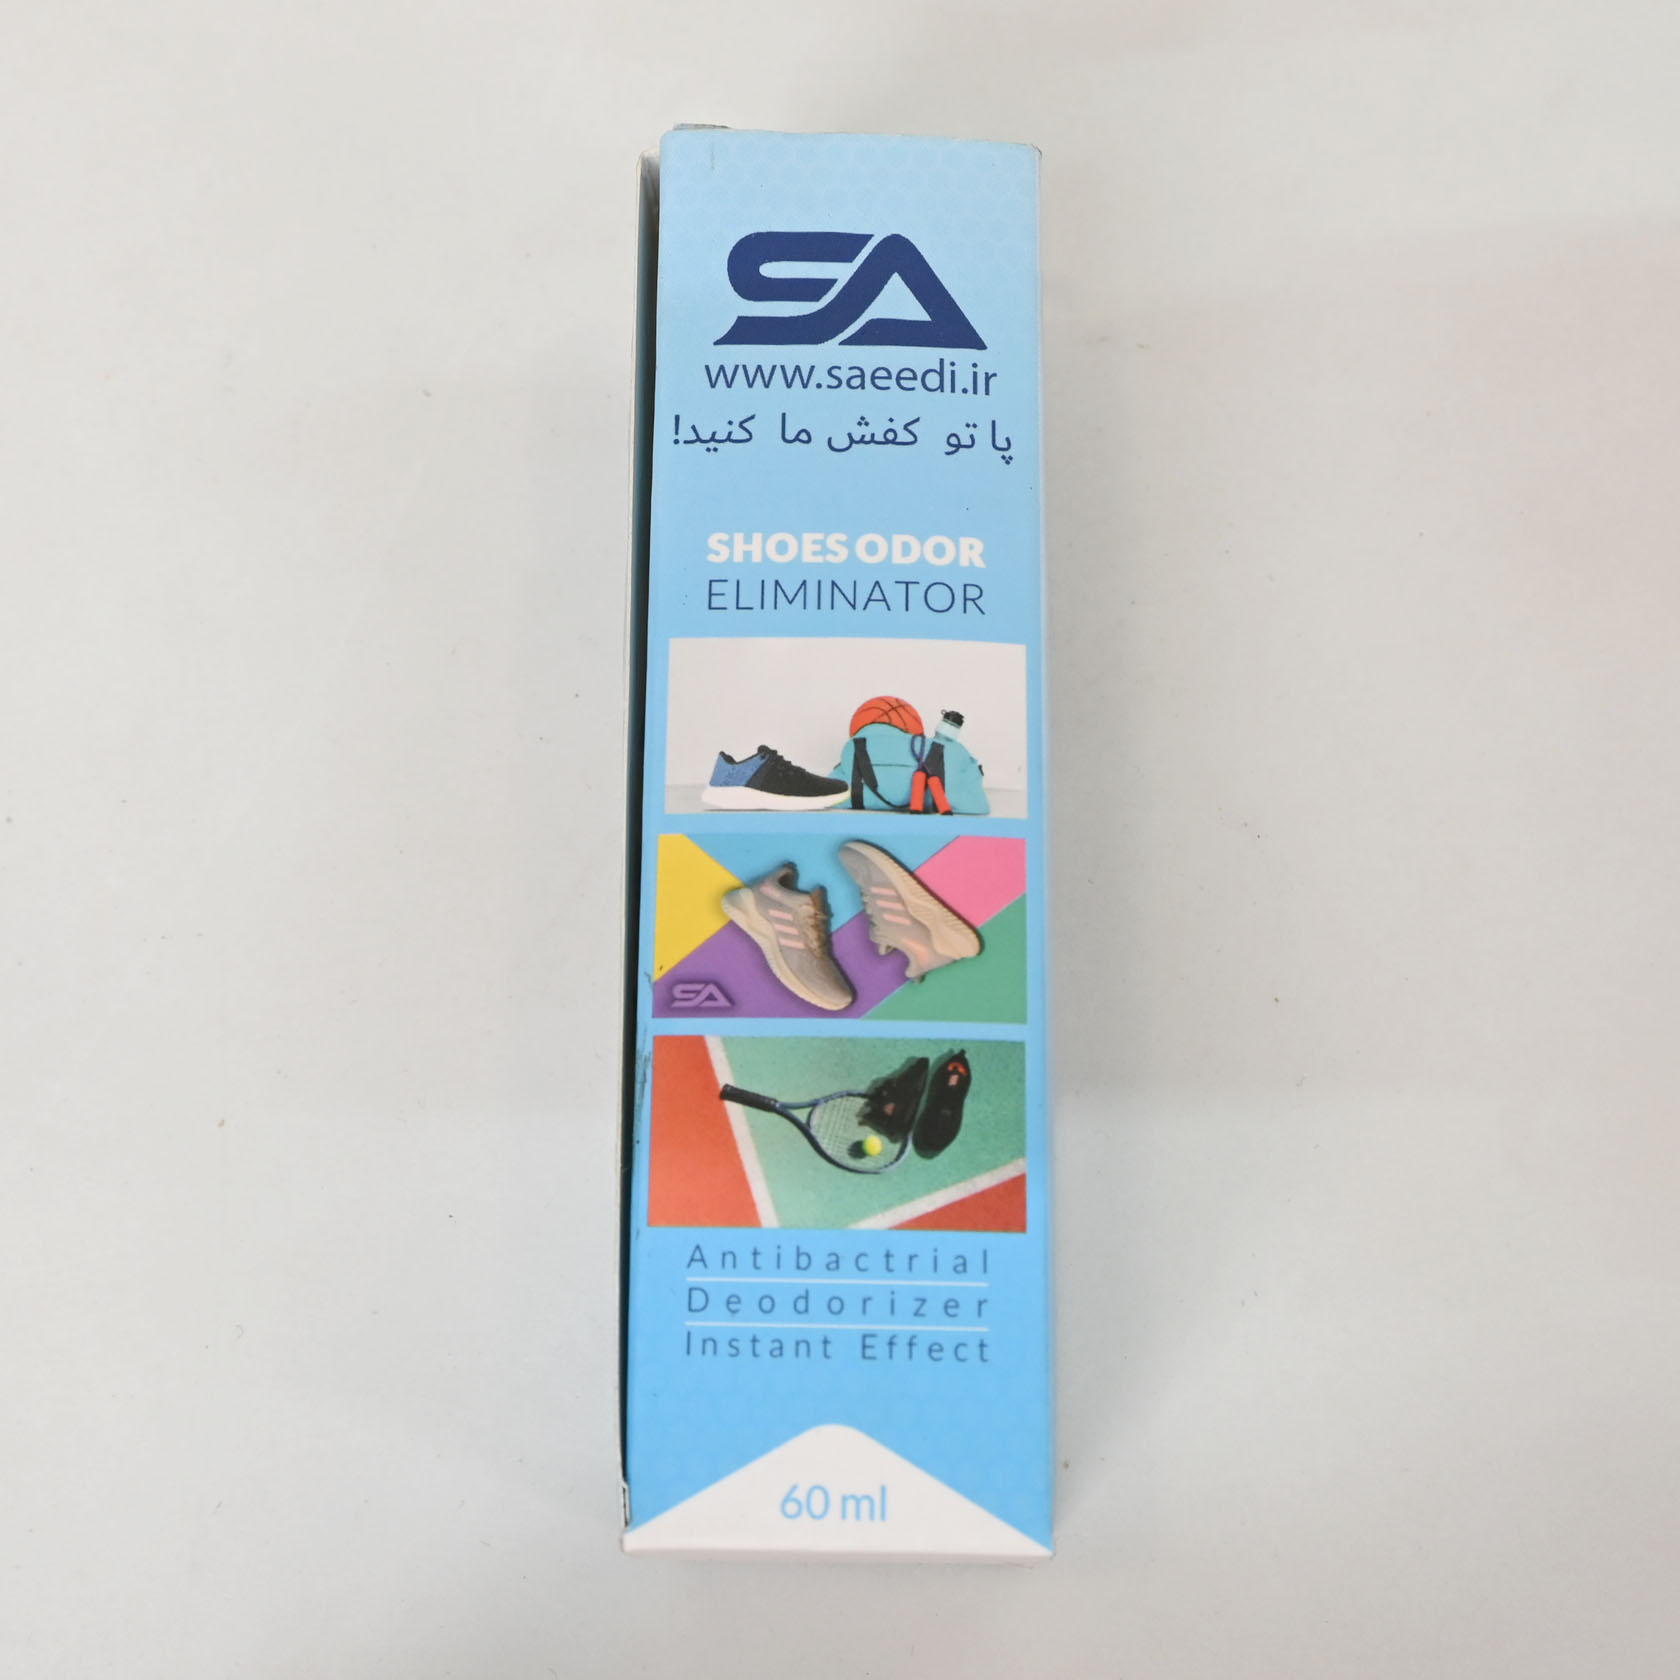 SA
www.saeedi.ir
پا تو کفش ما کنید!
SHOES ODOR
ELIMINATOR
SA
Antibactrial
Deodorizer
Instant Effect
60 ml